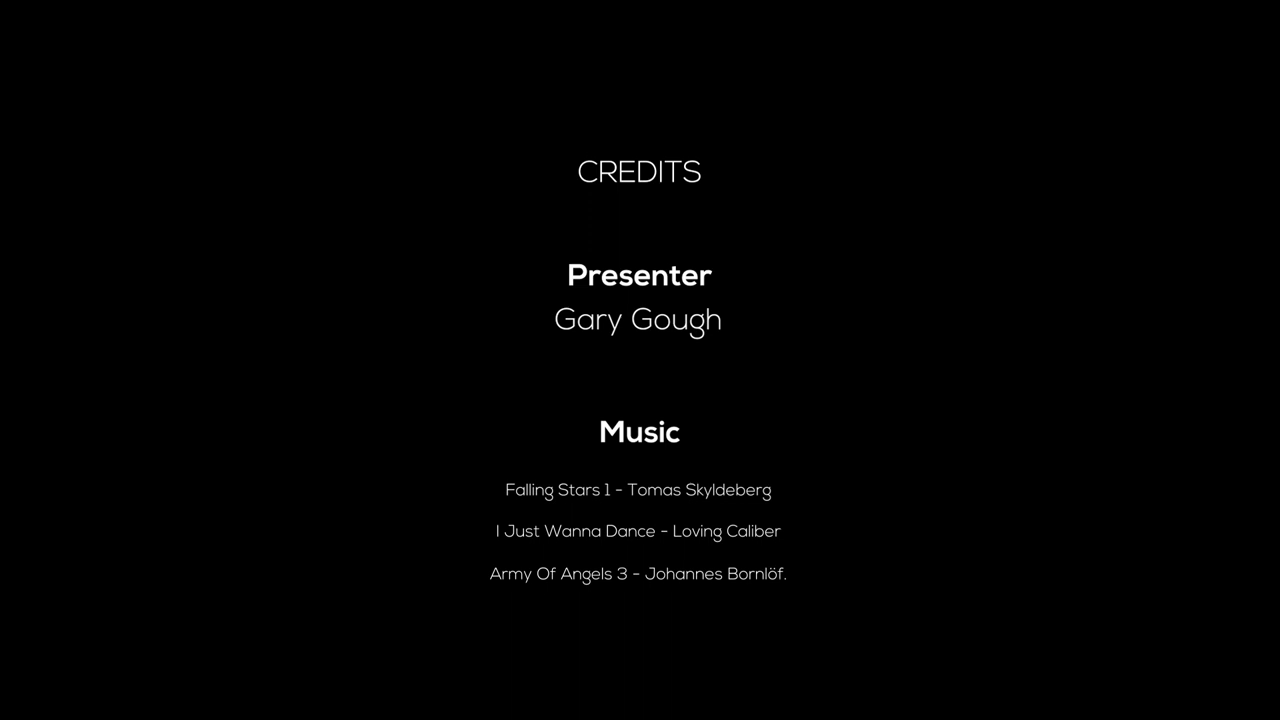 CREDITS
Presenter
Gary Gough
Music
Falling Stars 1 - Tomas Skyldeberg
I Just Wanna Dance - Loving Caliber
Army Of Angels 3 - Johannes Bornlöf.